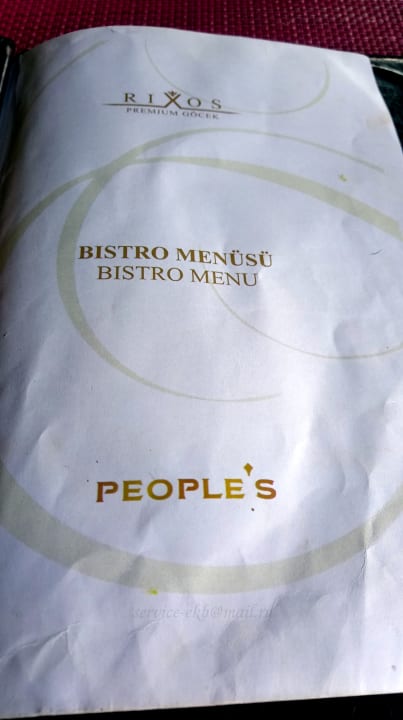 RIXOS
PREMIUM GÖCEK
BISTRO MENÜSÜ
BISTRO MENU
PEOPLE'S
service-ekb@mail.ru